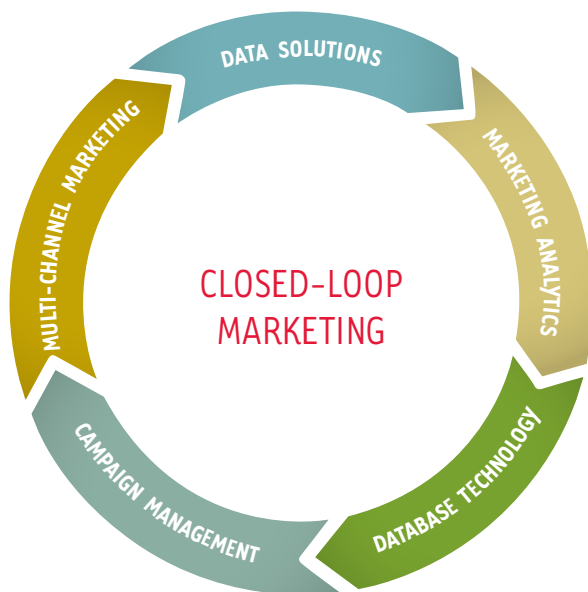 DATA SOLUTIONS
MARKETING ANALYTICS
DATABASE TECHNOLOGY
CAMPAIGN MANAGEMENT
MULTI-CHANNEL MARKETING
CLOSED-LOOP
MARKETING